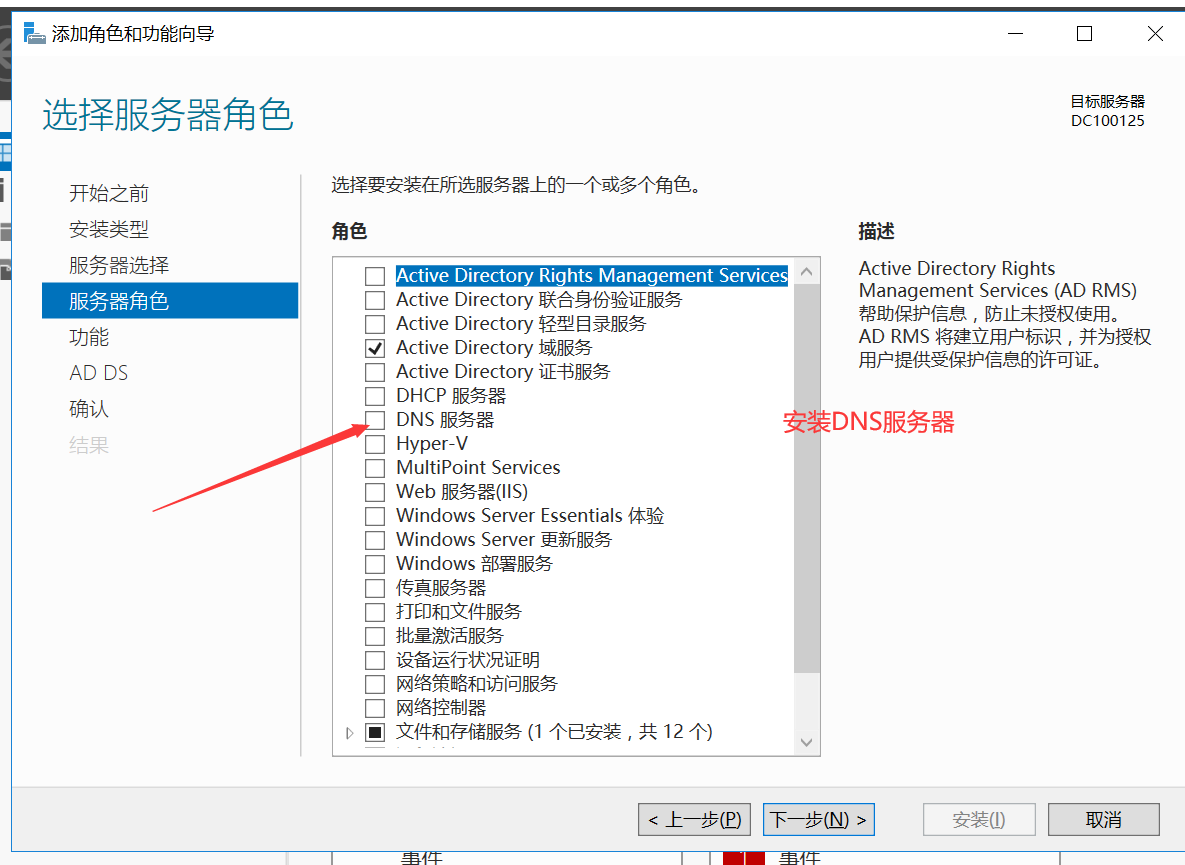 添加角色和功能向导
选择服务器角色
目标服务器
DC100125
开始之前
安装类型
服务器选择
服务器角色
功能
AD DS
确认
结果
选择要安装在所选服务器上的一个或多个角色。
角色
Active Directory Rights Management Services
Active Directory 联合身份验证服务
Active Directory 轻型目录服务
Active Directory 域服务
Active Directory 证书服务
DHCP 服务器
DNS 服务器
Hyper-V
MultiPoint Services
Web 服务器(IIS)
Windows Server Essentials 体验
Windows Server 更新服务
Windows 部署服务
传真服务器
打印和文件服务
批量激活服务
设备运行状况证明
网络策略和访问服务
网络控制器
文件和存储服务 (1 个已安装，共 12 个)
描述
Active Directory Rights
Management Services (AD RMS)
帮助保护信息，防止未授权使用。
AD RMS 将建立用户标识，并为授权
用户提供受保护信息的许可证。
安装DNS服务器
< 上一步(P)
下一步(N) >
安装(I)
取消
事件
事件